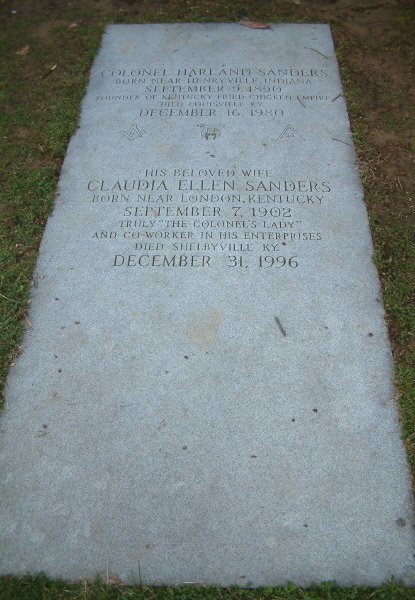 COLONEL HARLAND SANDERS
BORN NEAR HENRYVILLE, INDIANA
SEPTEMBER 9, 1890
FOUNDER OF KENTUCKY FRIED CHICKEN EMPIRE
DIED LOUISVILLE KY.
DECEMBER 16, 1980
HIS BELOVED WIFE
CLAUDIA ELLEN SANDERS
BORN NEAR LONDON, KENTUCKY
SEPTEMBER 7, 1902
TRULY "THE COLONEL'S LADY"
AND CO-WORKER IN HIS ENTERPRISES
DIED SHELBYVILLE KY.
DECEMBER 31, 1996